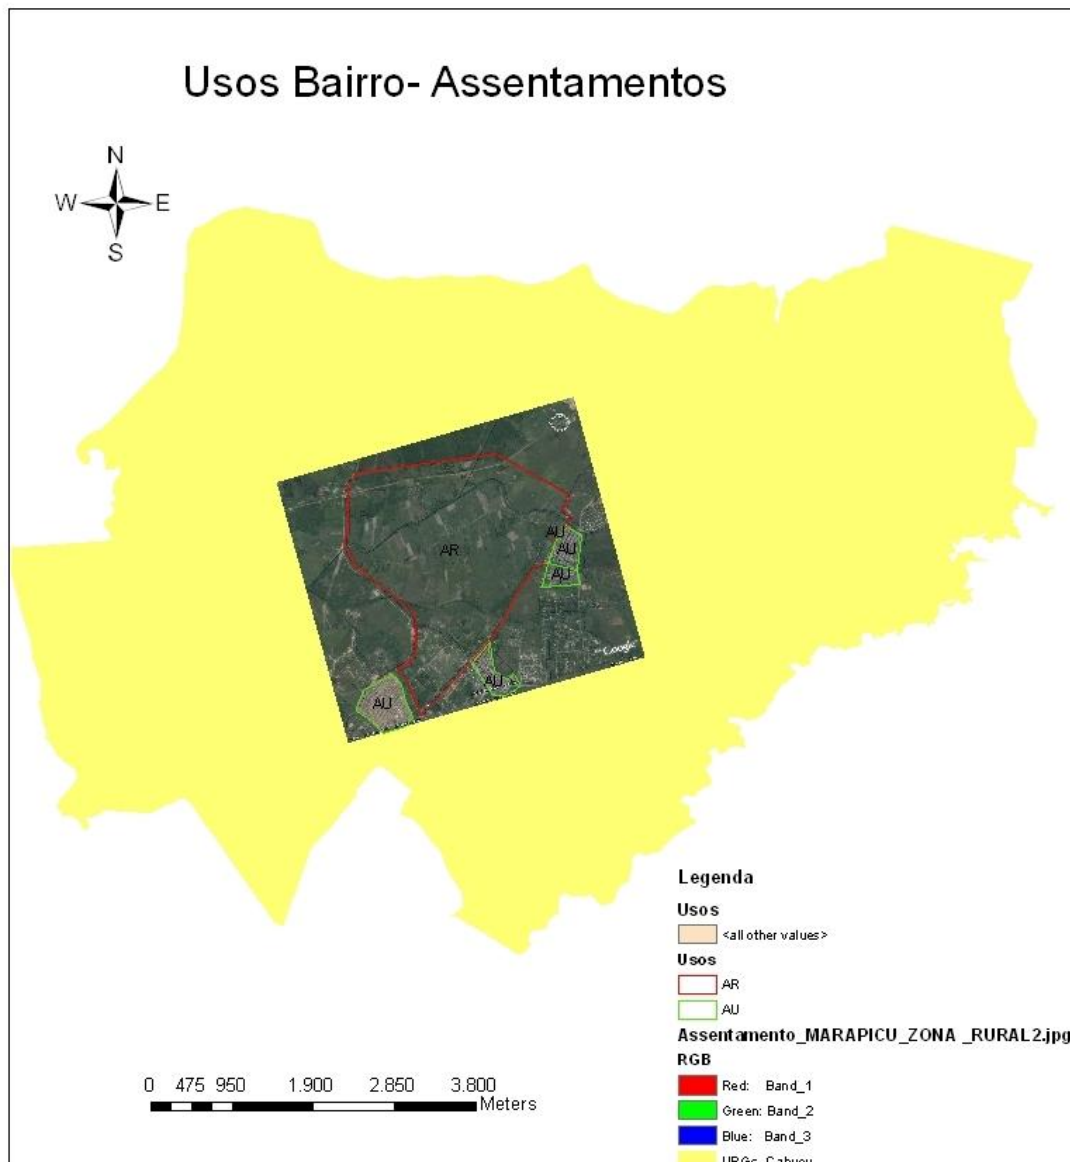 Usos Bairro- Assentamentos
N
W E
S
AR
AU
AU
AU
AU
AU
Google
Legenda
Usos
<all other values>
Usos
AR
AU
Assentamento_MARAPICU_ZONA _RURAL2.jpg
RGB
Red: Band_1
Green: Band_2
Blue: Band_3
0 475 950 1.900 2.850 3.800
Meters